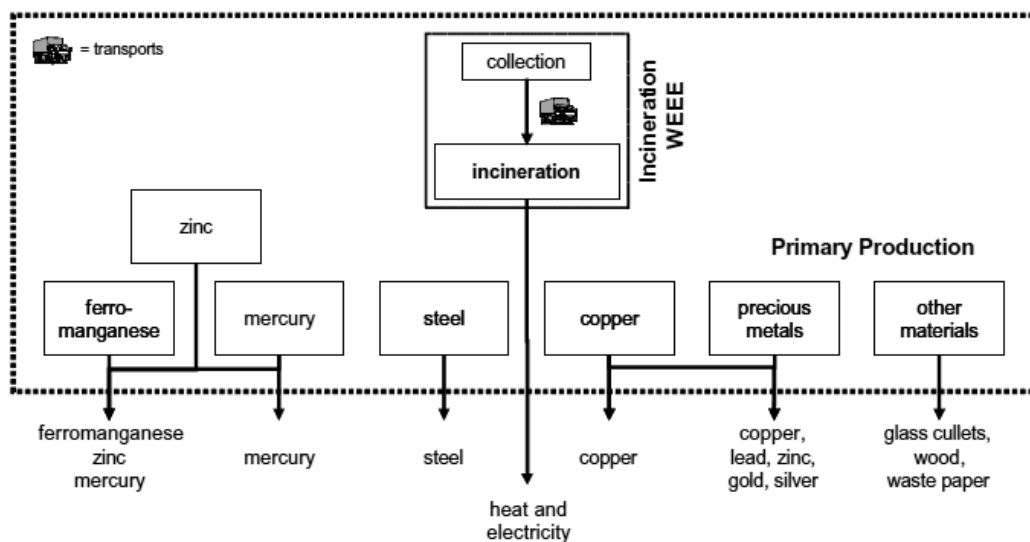 = transports
collection
incineration
Incineration
WEEE
zinc
Primary Production
ferro-
manganese
mercury
steel
copper
precious
metals
other
materials
ferromanganese
zinc
mercury
mercury
steel
copper
copper,
lead, zinc,
gold, silver
glass cullets,
wood,
waste paper
heat and
electricity